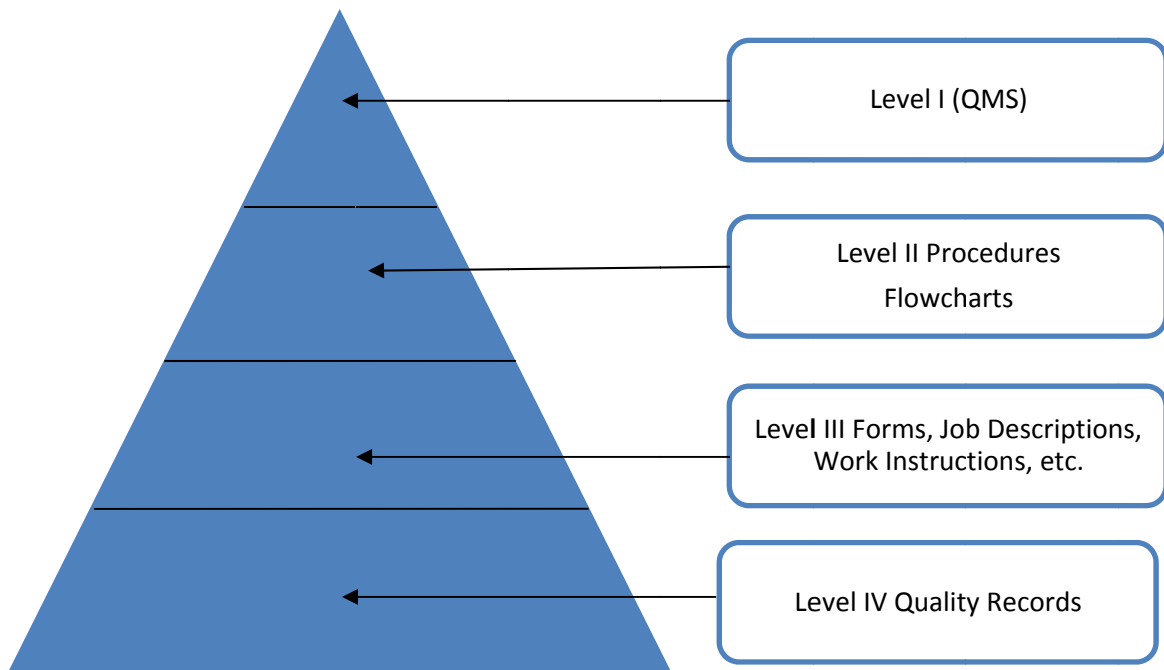 Level I (QMS)
Level II Procedures
Flowcharts
Level III Forms, Job Descriptions,
Work Instructions, etc.
Level IV Quality Records